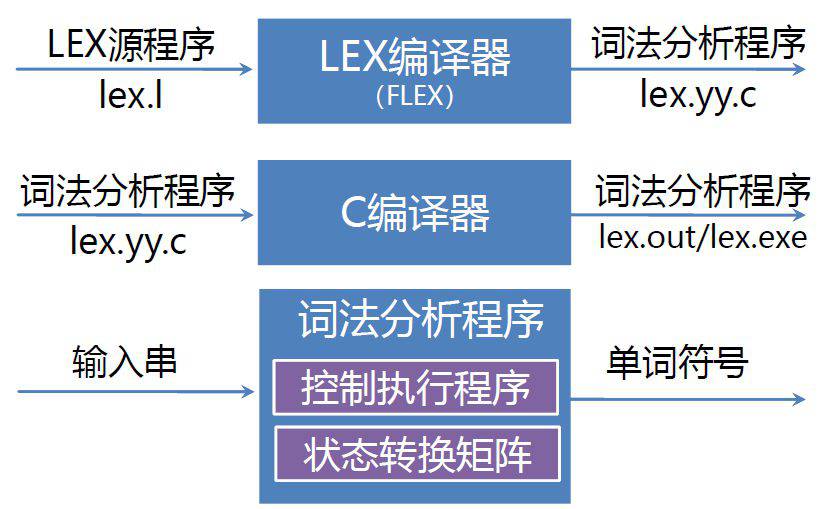 LEX源程序
lex.l
LEX编译器
（FLEX）
词法分析程序
lex.yy.c
词法分析程序
lex.yy.c
C编译器
词法分析程序
lex.out/lex.exe
输入串
词法分析程序
控制执行程序
状态转换矩阵
单词符号